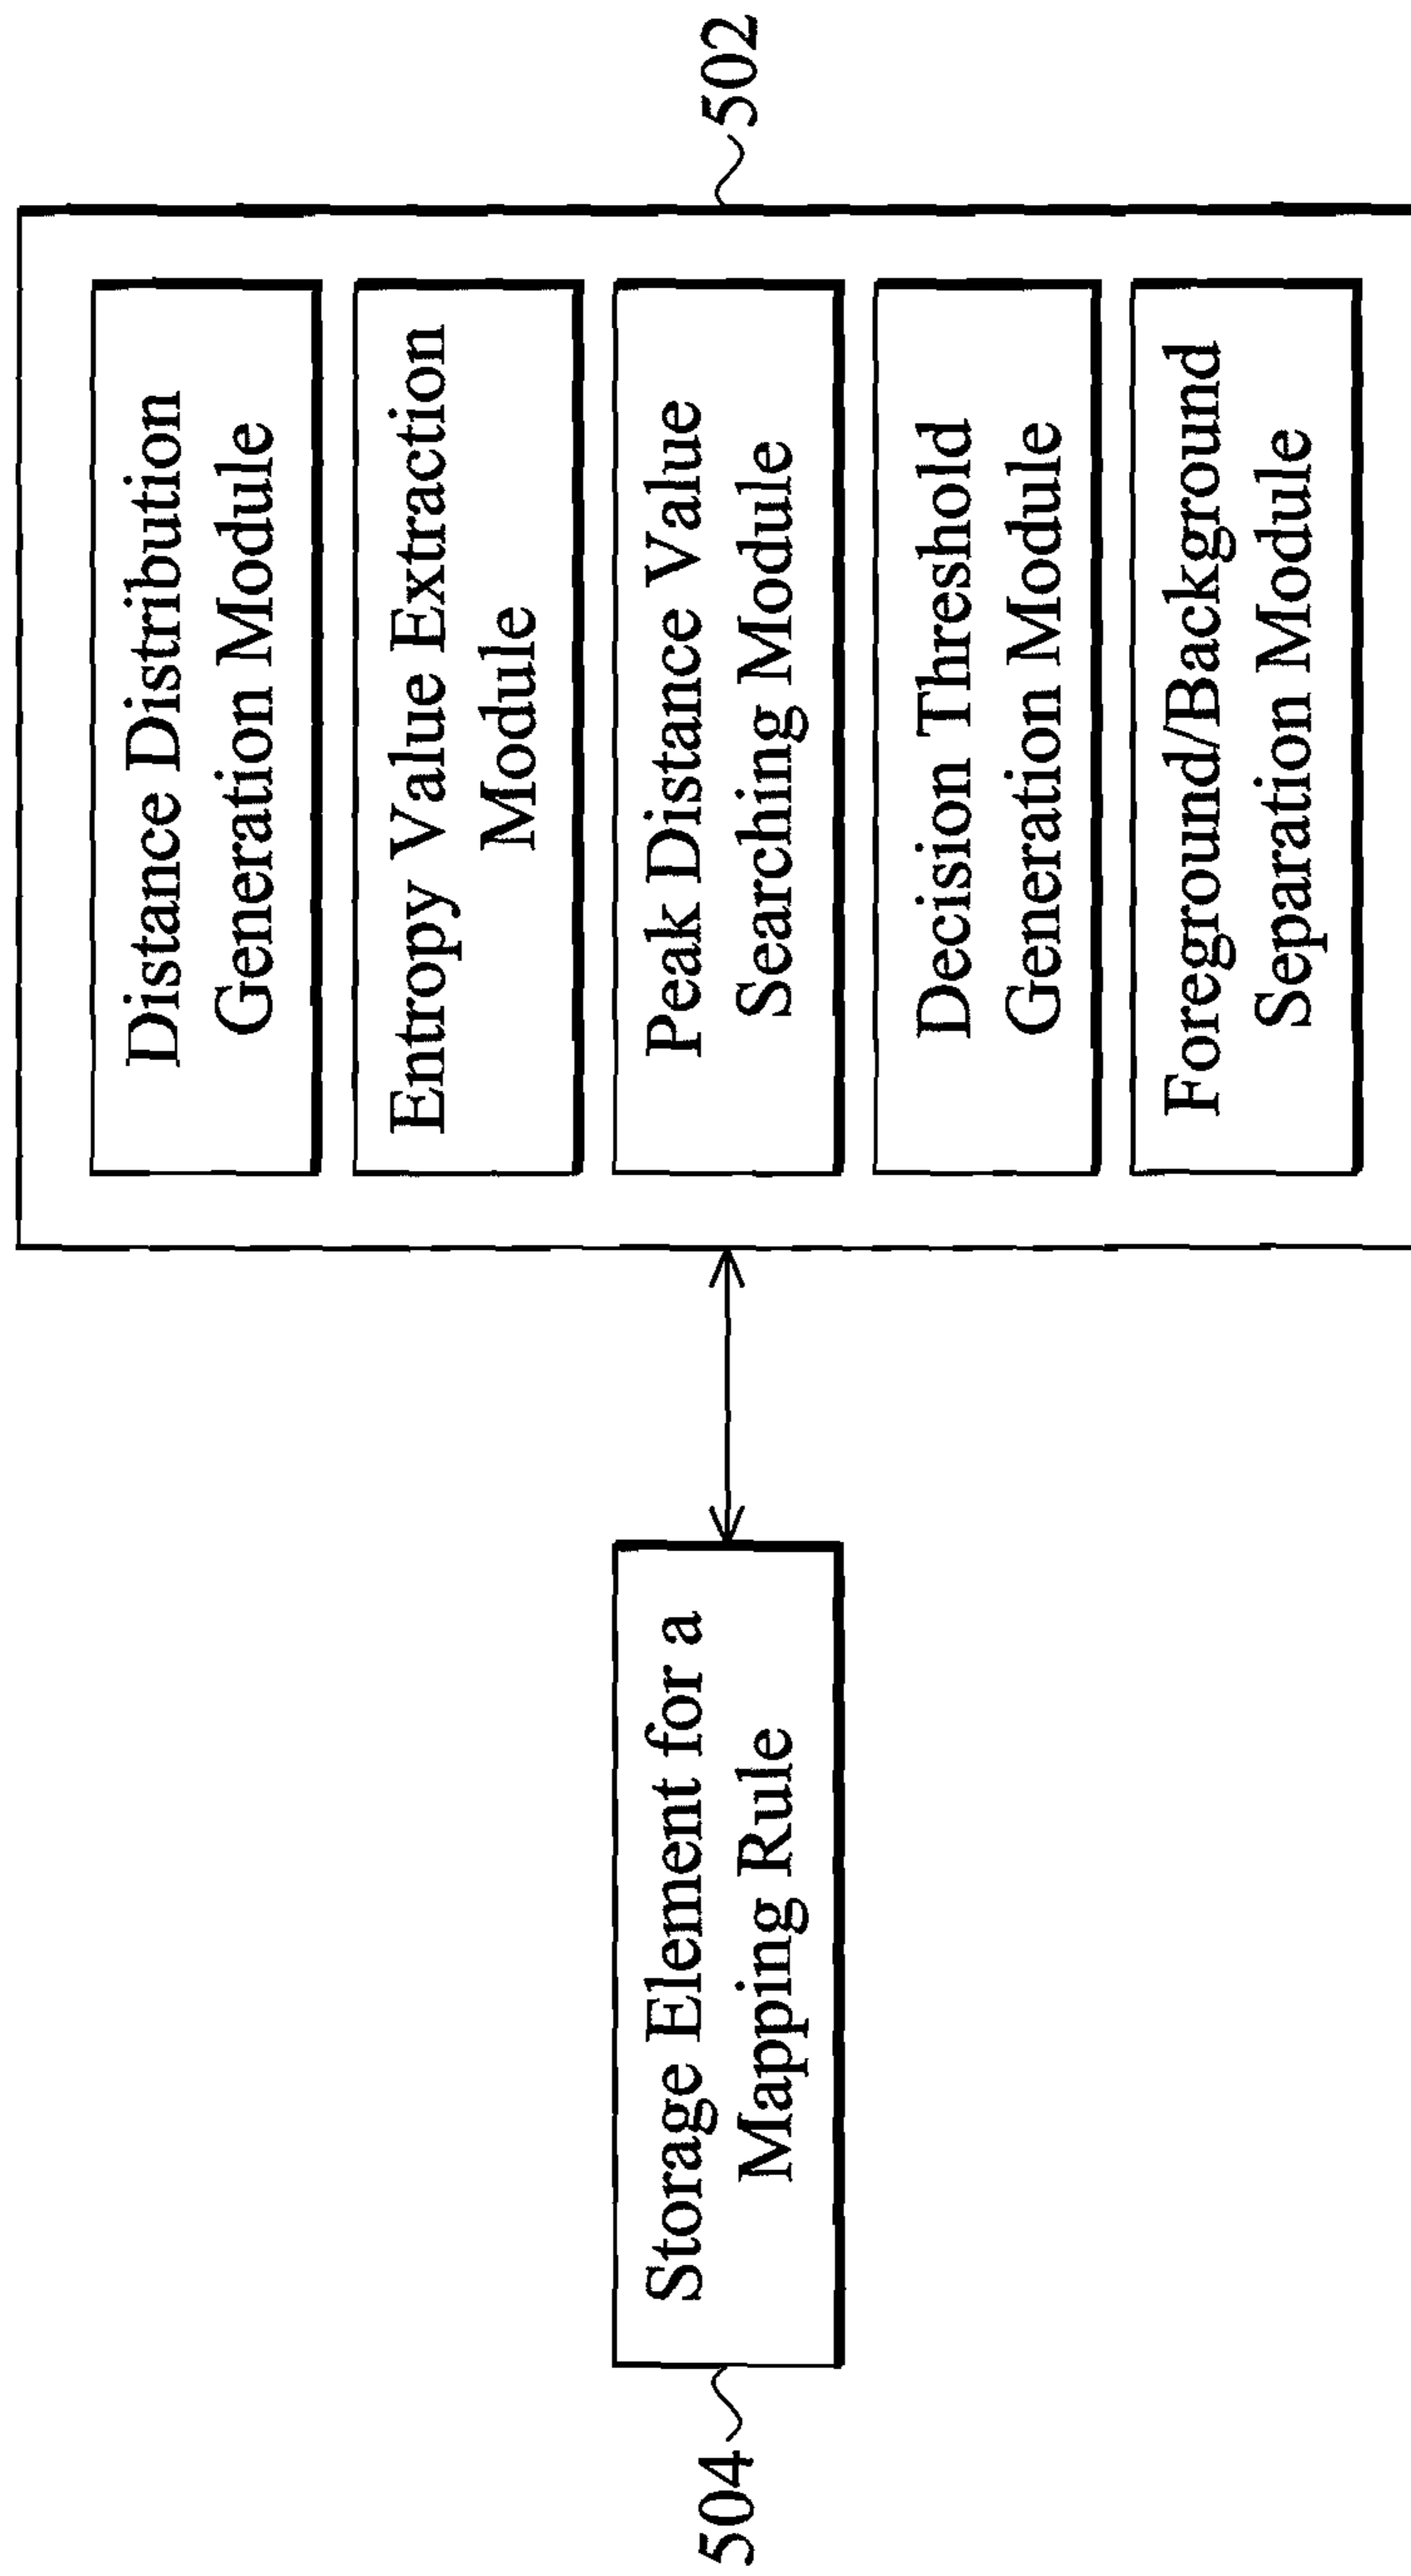 504
Storage Element for a
Mapping Rule
Distance Distribution
Generation Module
Entropy Value Extraction
Module
Peak Distance Value
Searching Module
Decision Threshold
Generation Module
Foreground/Background
Separation Module
502